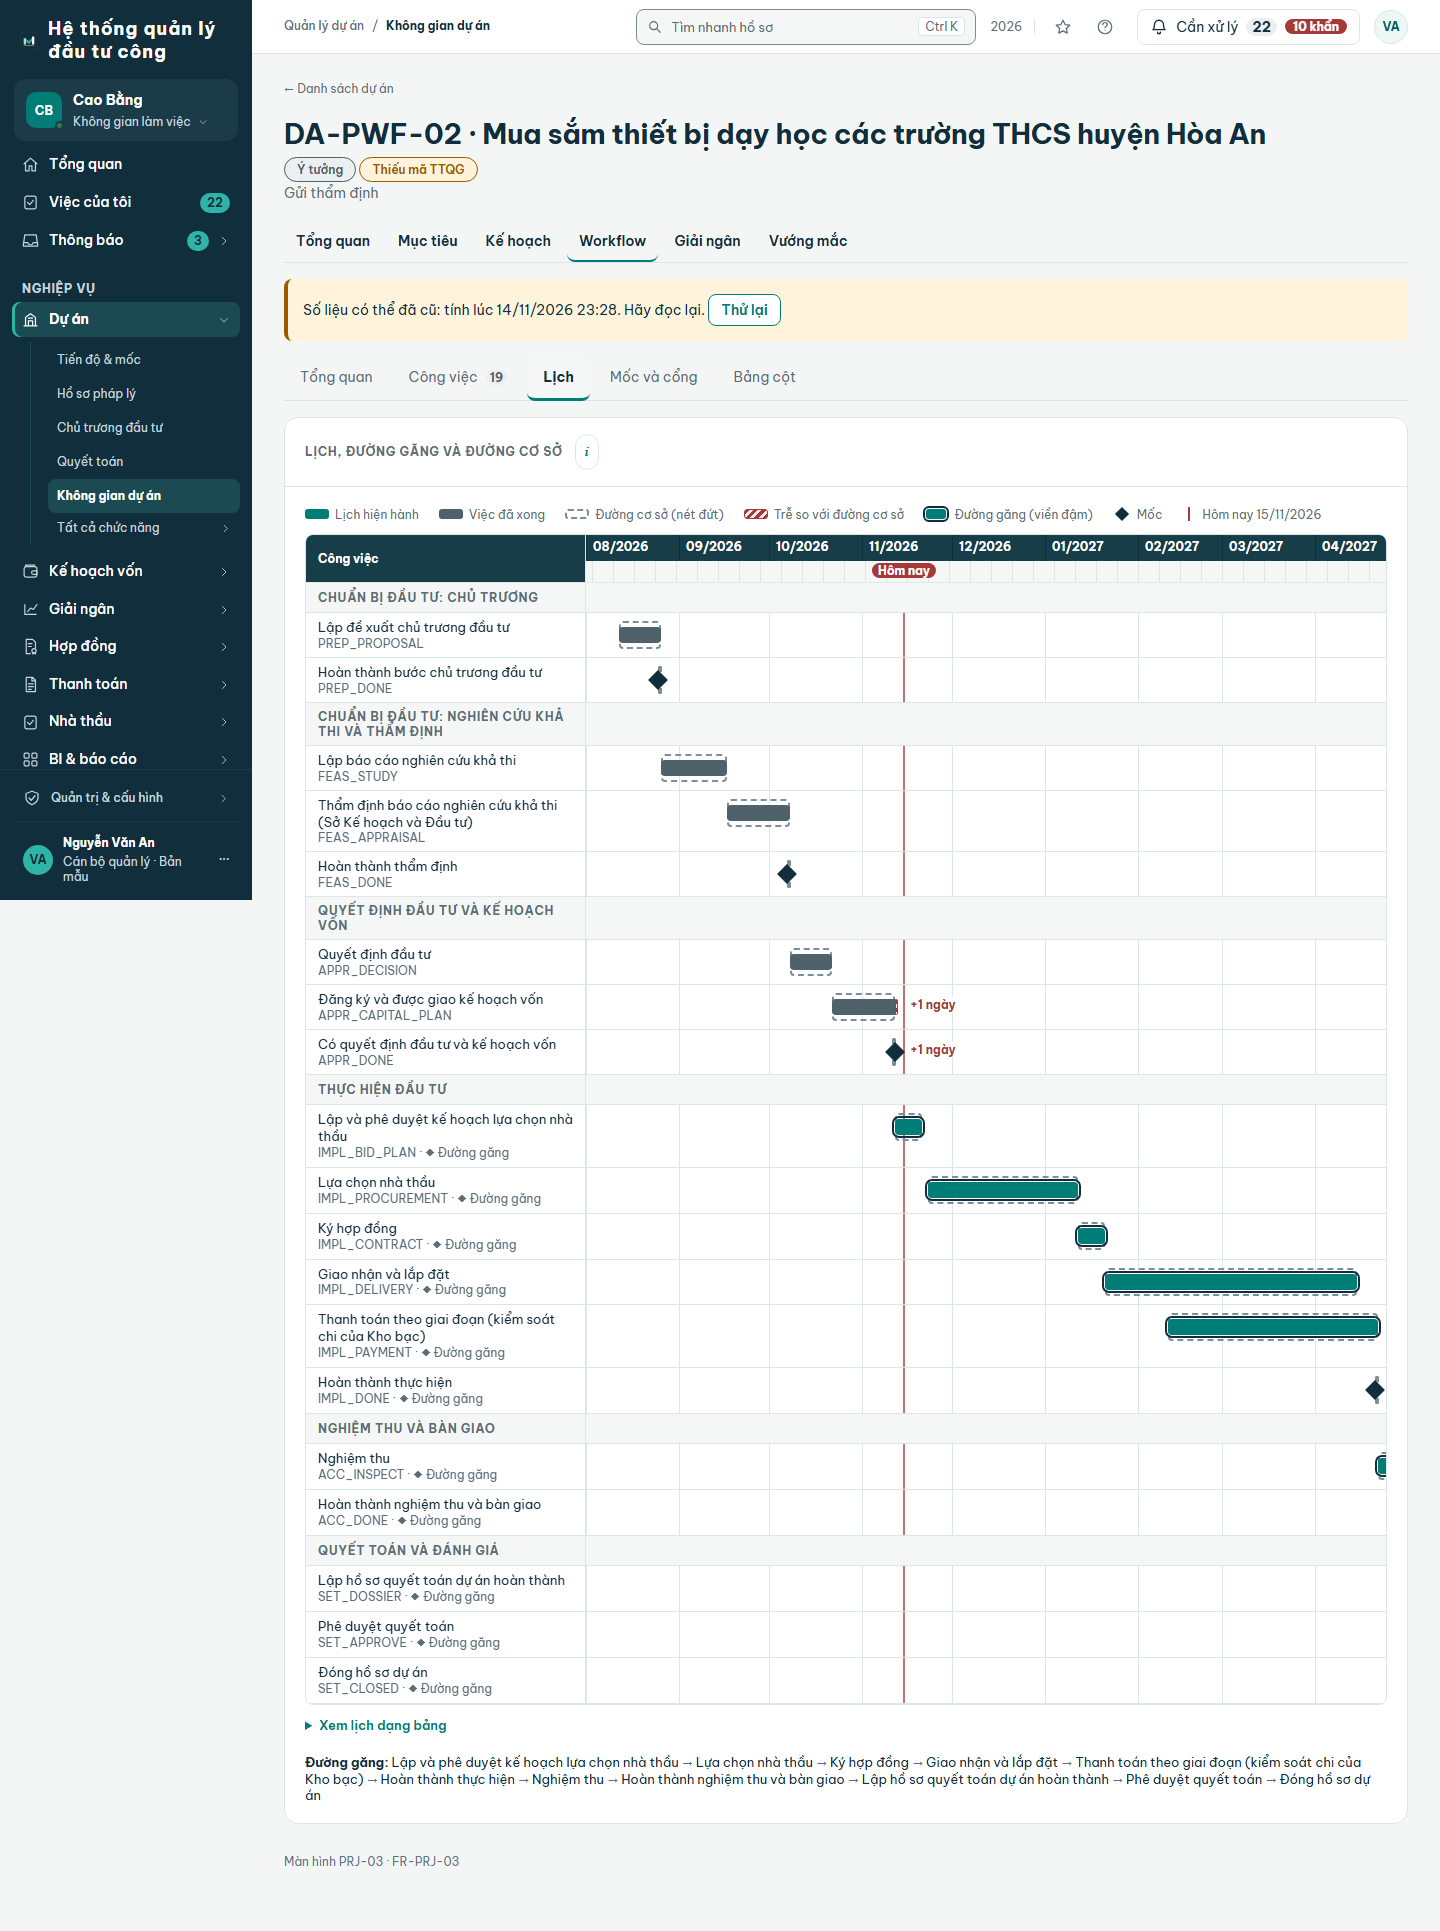 Hệ thống quản lý
đầu tư công
CB
Cao Bằng
Không gian làm việc
Tổng quan
Việc của tôi 22
Thông báo 3
NGHIỆP VỤ
Dự án
Tiến độ & mốc
Hồ sơ pháp lý
Chủ trương đầu tư
Quyết toán
Không gian dự án
Tất cả chức năng
Kế hoạch vốn
Giải ngân
Hợp đồng
Thanh toán
Nhà thầu
BI & báo cáo
Quản trị & cấu hình
VA
Nguyễn Văn An
Cán bộ quản lý · Bản
mẫu
Quản lý dự án / Không gian dự án
Tìm nhanh hồ sơ Ctrl K
2026
Cần xử lý 22 10 khẩn
VA
← Danh sách dự án
DA-PWF-02 · Mua sắm thiết bị dạy học các trường THCS huyện Hòa An
Ý tưởng Thiếu mã TTQG
Gửi thẩm định
Tổng quan Mục tiêu Kế hoạch Workflow Giải ngân Vướng mắc
Số liệu có thể đã cũ: tính lúc 14/11/2026 23:28. Hãy đọc lại. Thử lại
Tổng quan Công việc 19 Lịch Mốc và cổng Bảng cột
LỊCH, ĐƯỜNG GĂNG VÀ ĐƯỜNG CƠ SỞ i
Lịch hiện hành Việc đã xong Đường cơ sở (nét đứt) Trễ so với đường cơ sở Đường găng (viền đậm) Mốc Hôm nay 15/11/2026
Công việc 08/2026 09/2026 10/2026 11/2026 12/2026 01/2027 02/2027 03/2027 04/2027
Hôm nay
CHUẨN BỊ ĐẦU TƯ: CHỦ TRƯƠNG
Lập đề xuất chủ trương đầu tư
PREP_PROPOSAL
Hoàn thành bước chủ trương đầu tư
PREP_DONE
CHUẨN BỊ ĐẦU TƯ: NGHIÊN CỨU KHẢ
THI VÀ THẨM ĐỊNH
Lập báo cáo nghiên cứu khả thi
FEAS_STUDY
Thẩm định báo cáo nghiên cứu khả thi
(Sở Kế hoạch và Đầu tư)
FEAS_APPRAISAL
Hoàn thành thẩm định
FEAS_DONE
QUYẾT ĐỊNH ĐẦU TƯ VÀ KẾ HOẠCH
VỐN
Quyết định đầu tư
APPR_DECISION
Đăng ký và được giao kế hoạch vốn
APPR_CAPITAL_PLAN
+1 ngày
Có quyết định đầu tư và kế hoạch vốn
APPR_DONE
+1 ngày
THỰC HIỆN ĐẦU TƯ
Lập và phê duyệt kế hoạch lựa chọn nhà
thầu
IMPL_BID_PLAN · ◆ Đường găng
Lựa chọn nhà thầu
IMPL_PROCUREMENT · ◆ Đường găng
Ký hợp đồng
IMPL_CONTRACT · ◆ Đường găng
Giao nhận và lắp đặt
IMPL_DELIVERY · ◆ Đường găng
Thanh toán theo giai đoạn (kiểm soát
chi của Kho bạc)
IMPL_PAYMENT · ◆ Đường găng
Hoàn thành thực hiện
IMPL_DONE · ◆ Đường găng
NGHIỆM THU VÀ BÀN GIAO
Nghiệm thu
ACC_INSPECT · ◆ Đường găng
Hoàn thành nghiệm thu và bàn giao
ACC_DONE · ◆ Đường găng
QUYẾT TOÁN VÀ ĐÁNH GIÁ
Lập hồ sơ quyết toán dự án hoàn thành
SET_DOSSIER · ◆ Đường găng
Phê duyệt quyết toán
SET_APPROVE · ◆ Đường găng
Đóng hồ sơ dự án
SET_CLOSED · ◆ Đường găng
▶ Xem lịch dạng bảng
Đường găng: Lập và phê duyệt kế hoạch lựa chọn nhà thầu → Lựa chọn nhà thầu → Ký hợp đồng → Giao nhận và lắp đặt → Thanh toán theo giai đoạn (kiểm soát chi của
Kho bạc) → Hoàn thành thực hiện → Nghiệm thu → Hoàn thành nghiệm thu và bàn giao → Lập hồ sơ quyết toán dự án hoàn thành → Phê duyệt quyết toán → Đóng hồ sơ dự
án
Màn hình PRJ-03 · FR-PRJ-03